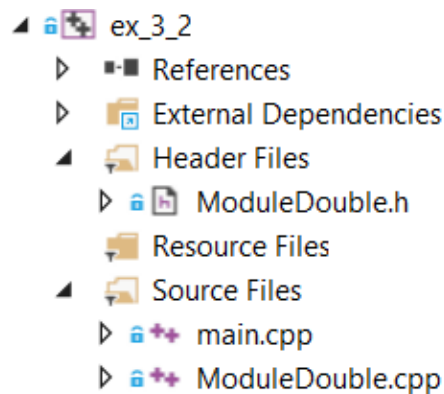 ex_3_2
References
External Dependencies
Header Files
ModuleDouble.h
Resource Files
Source Files
main.cpp
ModuleDouble.cpp